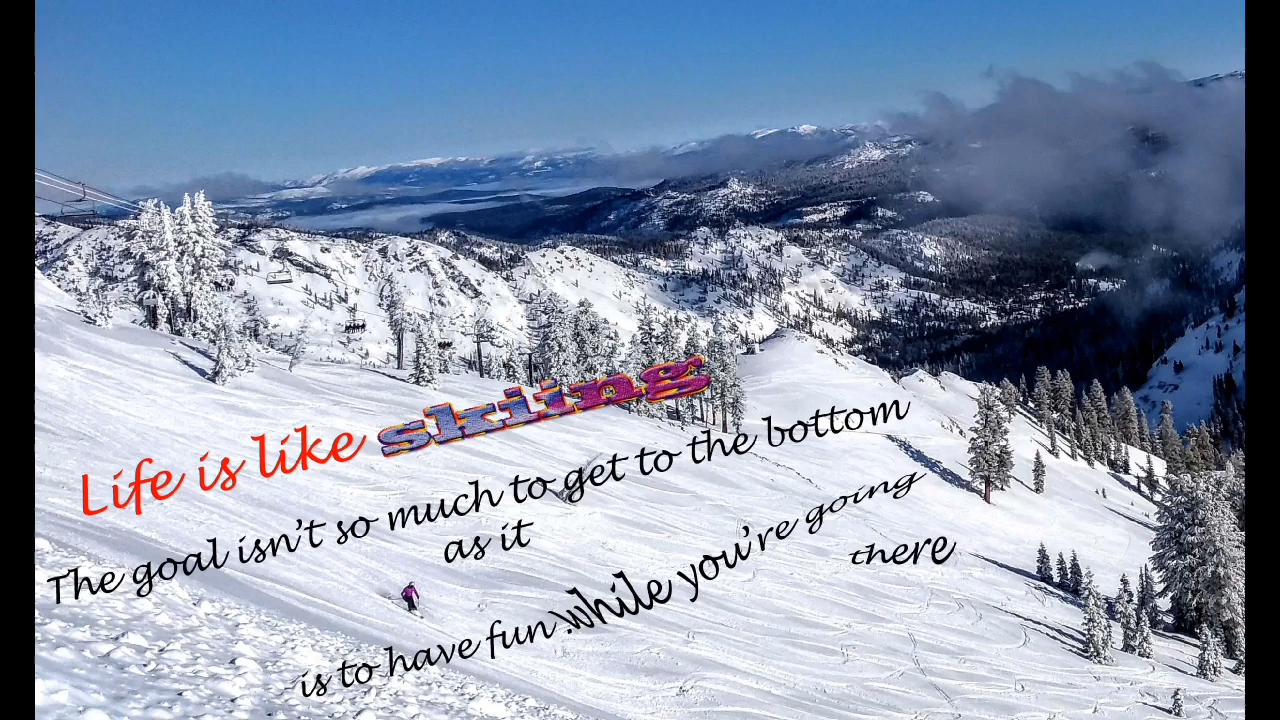 Life is like skiing
The goal isn't so much to get to the bottom
as it
is to have fun while you're going
there